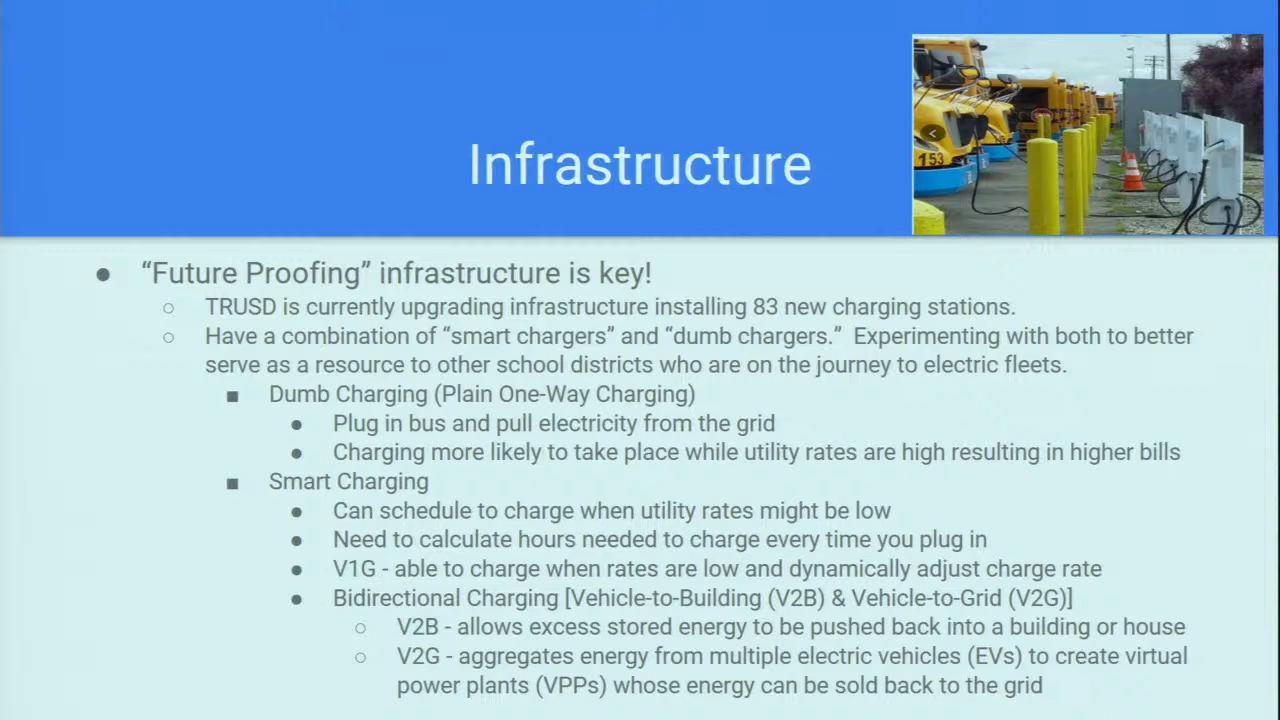 Infrastructure
153
● “Future Proofing” infrastructure is key!
○ TRUSD is currently upgrading infrastructure installing 83 new charging stations.
○ Have a combination of “smart chargers” and “dumb chargers.”  Experimenting with both to better
serve as a resource to other school districts who are on the journey to electric fleets.
■ Dumb Charging (Plain One-Way Charging)
● Plug in bus and pull electricity from the grid
● Charging more likely to take place while utility rates are high resulting in higher bills
■ Smart Charging
● Can schedule to charge when utility rates might be low
● Need to calculate hours needed to charge every time you plug in
● V1G - able to charge when rates are low and dynamically adjust charge rate
● Bidirectional Charging [Vehicle-to-Building (V2B) & Vehicle-to-Grid (V2G)]
○ V2B - allows excess stored energy to be pushed back into a building or house
○ V2G - aggregates energy from multiple electric vehicles (EVs) to create virtual
power plants (VPPs) whose energy can be sold back to the grid